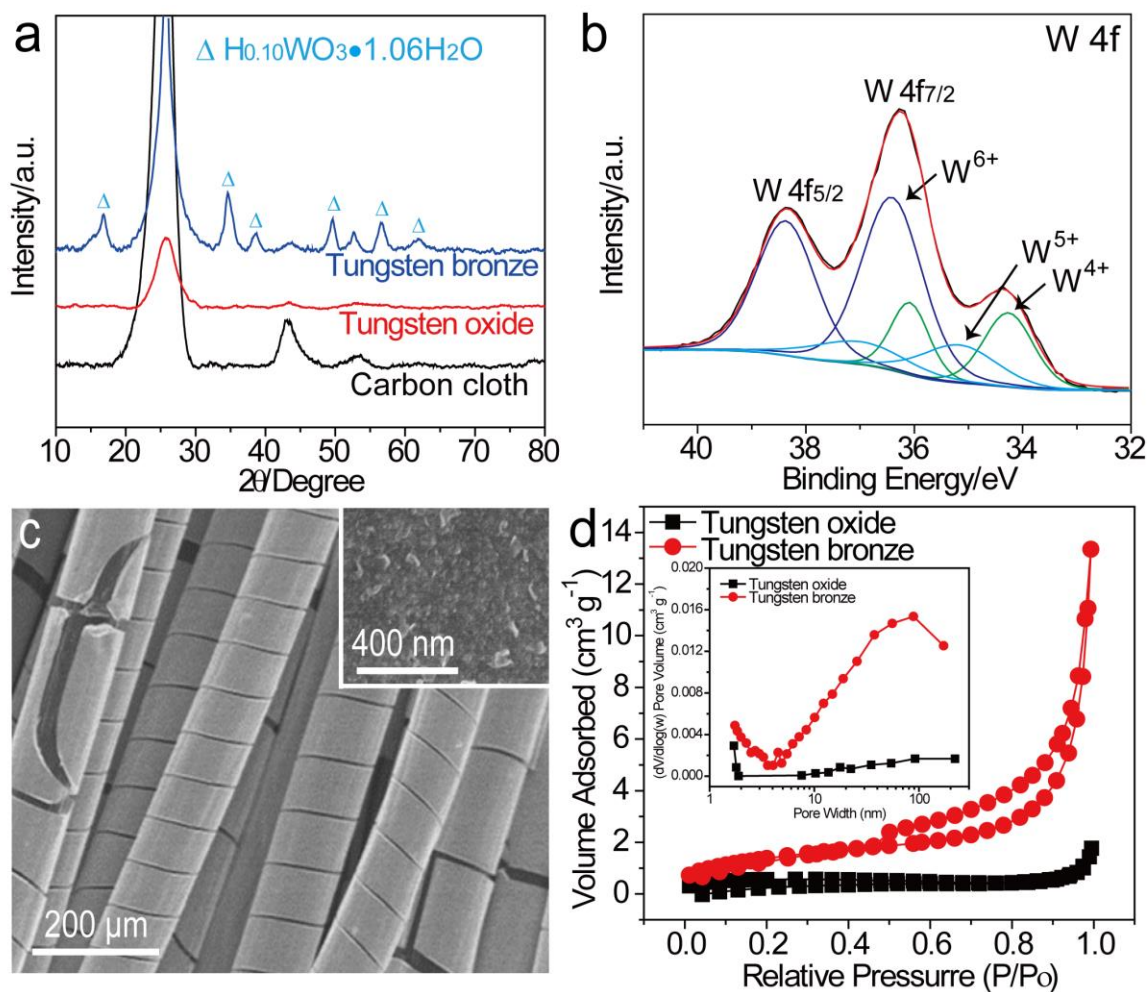 a
Δ H0.10WO3•1.06H2O
Δ
Δ
Δ
Δ
Δ
Δ
Tungsten bronze
Tungsten oxide
Carbon cloth
Intensity/a.u.
10 20 30 40 50 60 70 80
2θ/Degree
b
W 4f
W 4f7/2
W 4f5/2
W6+
W5+
W4+
Intensity/a.u.
40 38 36 34 32
Binding Energy/eV
c
400 nm
200 µm
d
Tungsten oxide
Tungsten bronze
14
12
10
8
6
4
2
0
Volume Adsorbed (cm³ g⁻¹)
0.0 0.2 0.4 0.6 0.8 1.0
Relative Pressurre (P/Po)
Tungsten oxide
Tungsten bronze
0.020
0.016
0.012
0.008
0.004
0.000
(dV/dlog(w) Pore Volume (cm³ g⁻¹)
1 10 100
Pore Width (nm)